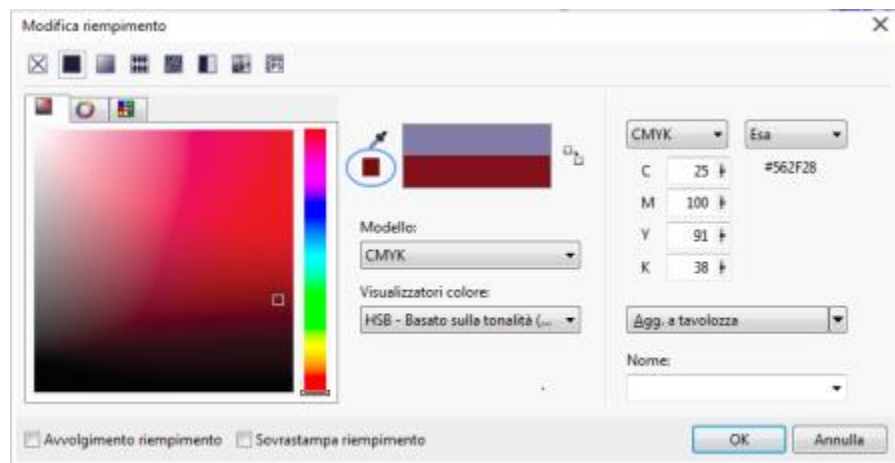 Modifica riempimento
CMYK Esa
C 25 #562F28
M 100
Y 91
K 38
Modello:
CMYK
Visualizzatori colore:
HSB - Basato sulla tonalità (...
Agg. a tavolozza
Nome:
Avvolgimento riempimento Sovrastampa riempimento
OK Annulla